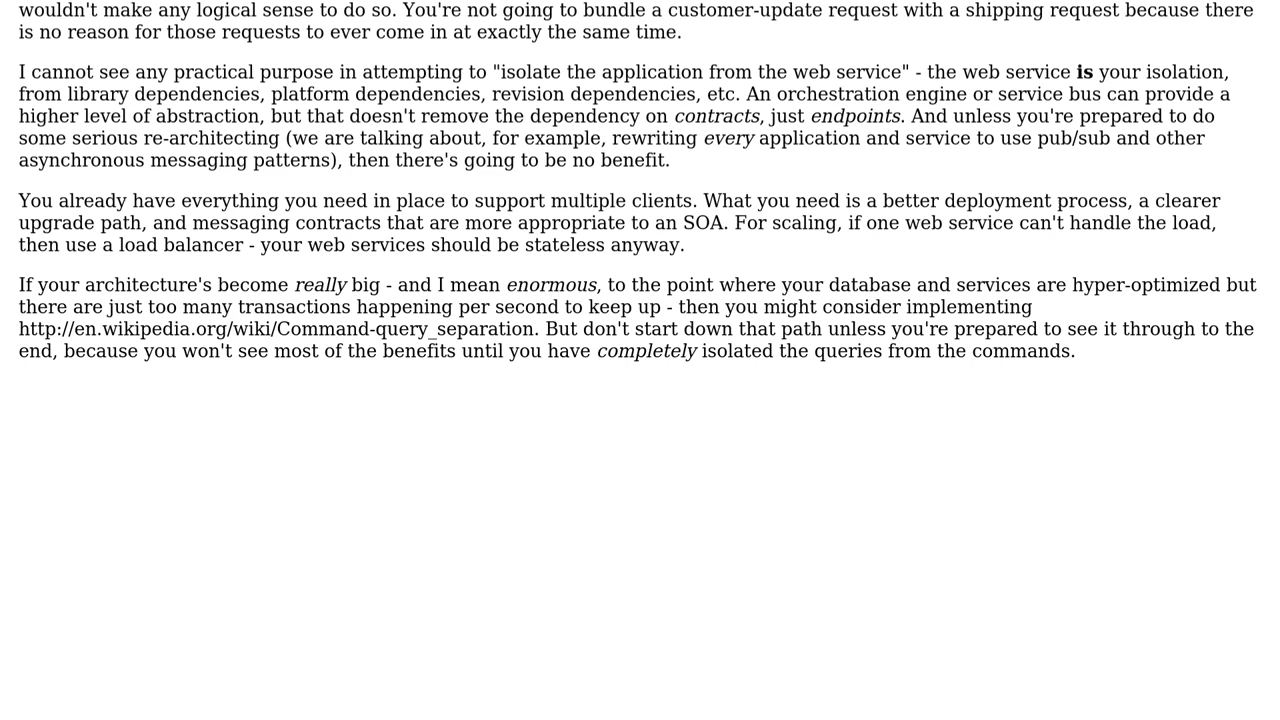 wouldn't make any logical sense to do so. You're not going to bundle a customer-update request with a shipping request because there
is no reason for those requests to ever come in at exactly the same time.
I cannot see any practical purpose in attempting to "isolate the application from the web service" - the web service is your isolation,
from library dependencies, platform dependencies, revision dependencies, etc. An orchestration engine or service bus can provide a
higher level of abstraction, but that doesn't remove the dependency on contracts, just endpoints. And unless you're prepared to do
some serious re-architecting (we are talking about, for example, rewriting every application and service to use pub/sub and other
asynchronous messaging patterns), then there's going to be no benefit.
You already have everything you need in place to support multiple clients. What you need is a better deployment process, a clearer
upgrade path, and messaging contracts that are more appropriate to an SOA. For scaling, if one web service can't handle the load,
then use a load balancer - your web services should be stateless anyway.
If your architecture's become really big - and I mean enormous, to the point where your database and services are hyper-optimized but
there are just too many transactions happening per second to keep up - then you might consider implementing
http://en.wikipedia.org/wiki/Command-query_separation. But don't start down that path unless you're prepared to see it through to the
end, because you won't see most of the benefits until you have completely isolated the queries from the commands.